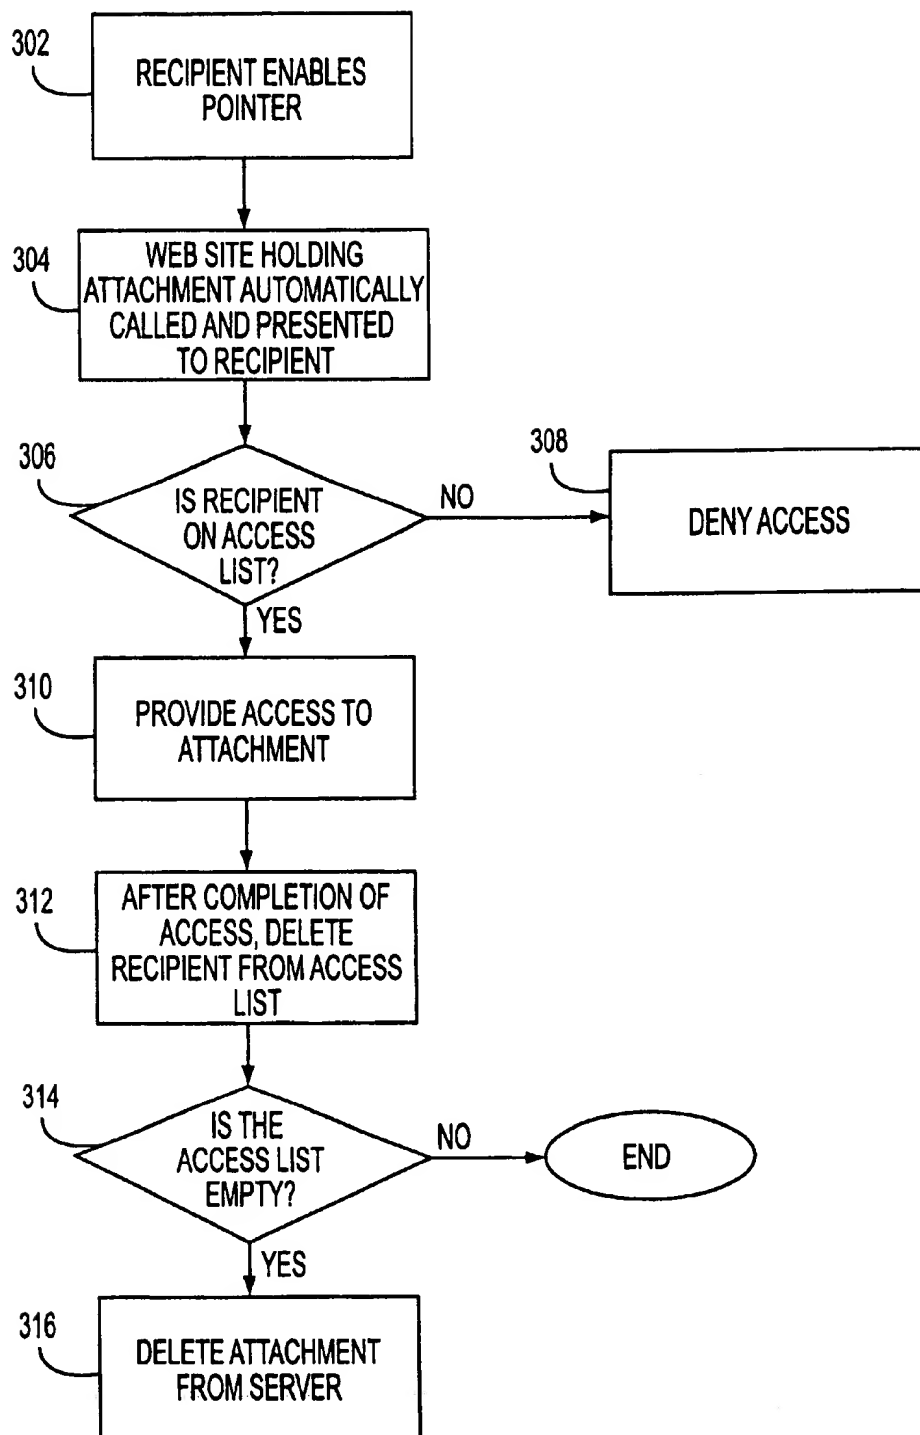 302
RECIPIENT ENABLES
POINTER
304
WEB SITE HOLDING
ATTACHMENT AUTOMATICALLY
CALLED AND PRESENTED
TO RECIPIENT
306
IS RECIPIENT
ON ACCESS
LIST?
NO
308
DENY ACCESS
YES
310
PROVIDE ACCESS TO
ATTACHMENT
312
AFTER COMPLETION OF
ACCESS, DELETE
RECIPIENT FROM ACCESS
LIST
314
IS THE
ACCESS LIST
EMPTY?
NO
END
YES
316
DELETE ATTACHMENT
FROM SERVER